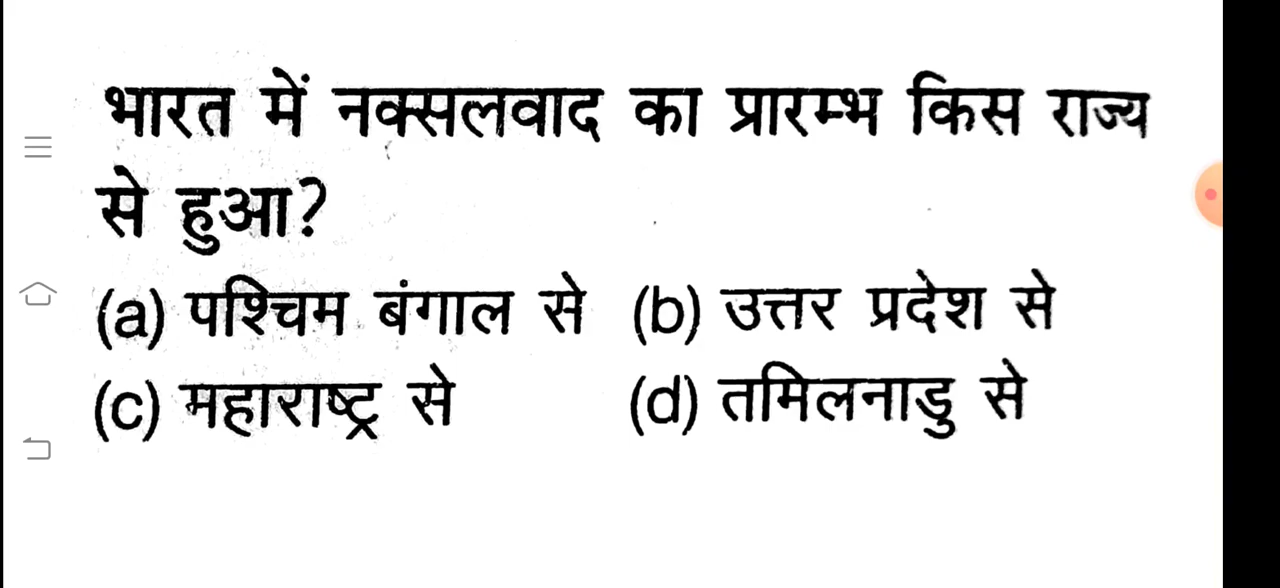 भारत में नक्सलवाद का प्रारम्भ किस राज्य
से हुआ?
(a) पश्चिम बंगाल से (b) उत्तर प्रदेश से
(c) महाराष्ट्र से (d) तमिलनाडु से